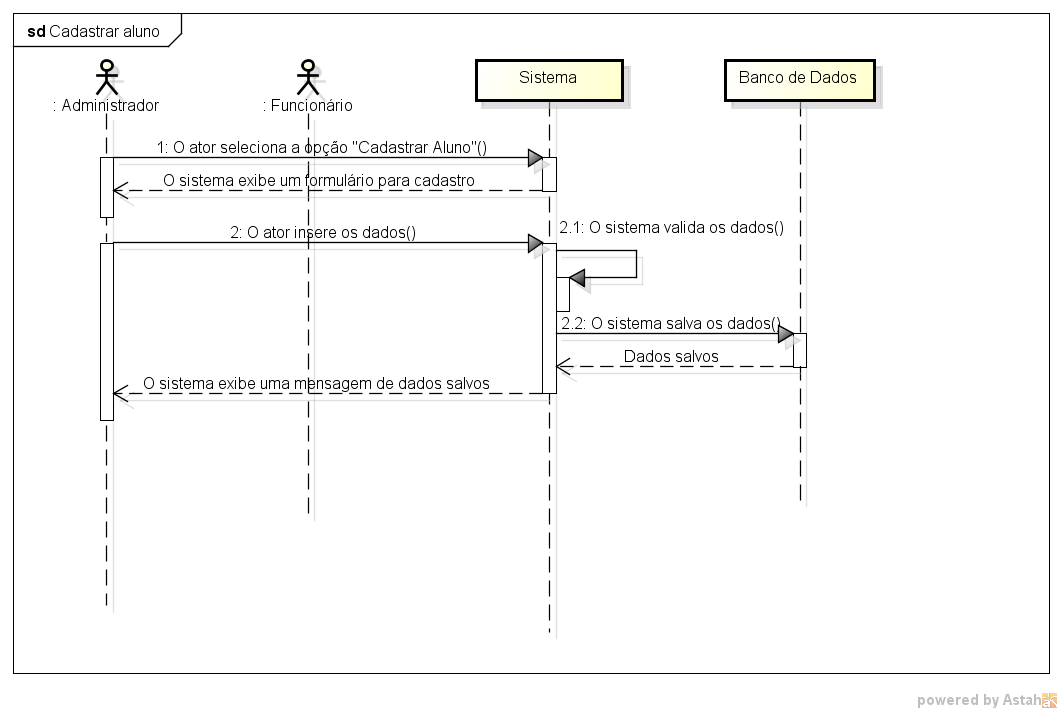 sd Cadastrar aluno
: Administrador
: Funcionário
Sistema
Banco de Dados
1: O ator seleciona a opção "Cadastrar Aluno"()
O sistema exibe um formulário para cadastro
2: O ator insere os dados()
2.1: O sistema valida os dados()
2.2: O sistema salva os dados()
Dados salvos
O sistema exibe uma mensagem de dados salvos
powered by Astah